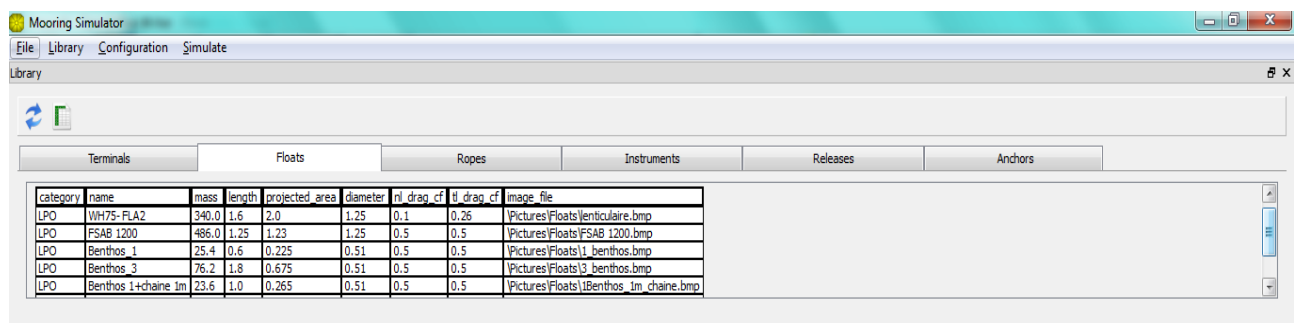 Mooring Simulator
File Library Configuration Simulate
Library
Terminals Floats Ropes Instruments Releases Anchors
category name mass length projected_area diameter nl_drag_cf tl_drag_cf image_file
LPO WH75- FLA2 340.0 1.6 2.0 1.25 0.1 0.26 \Pictures\Floats\lenticulaire.bmp
LPO FSAB 1200 486.0 1.25 1.23 1.25 0.5 0.5 \Pictures\Floats\FSAB 1200.bmp
LPO Benthos_1 25.4 0.6 0.225 0.51 0.5 0.5 \Pictures\Floats\1_benthos.bmp
LPO Benthos_3 76.2 1.8 0.675 0.51 0.5 0.5 \Pictures\Floats\3_benthos.bmp
LPO Benthos 1+chaine 1m 23.6 1.0 0.265 0.51 0.5 0.5 \Pictures\Floats\1Benthos_1m_chaine.bmp